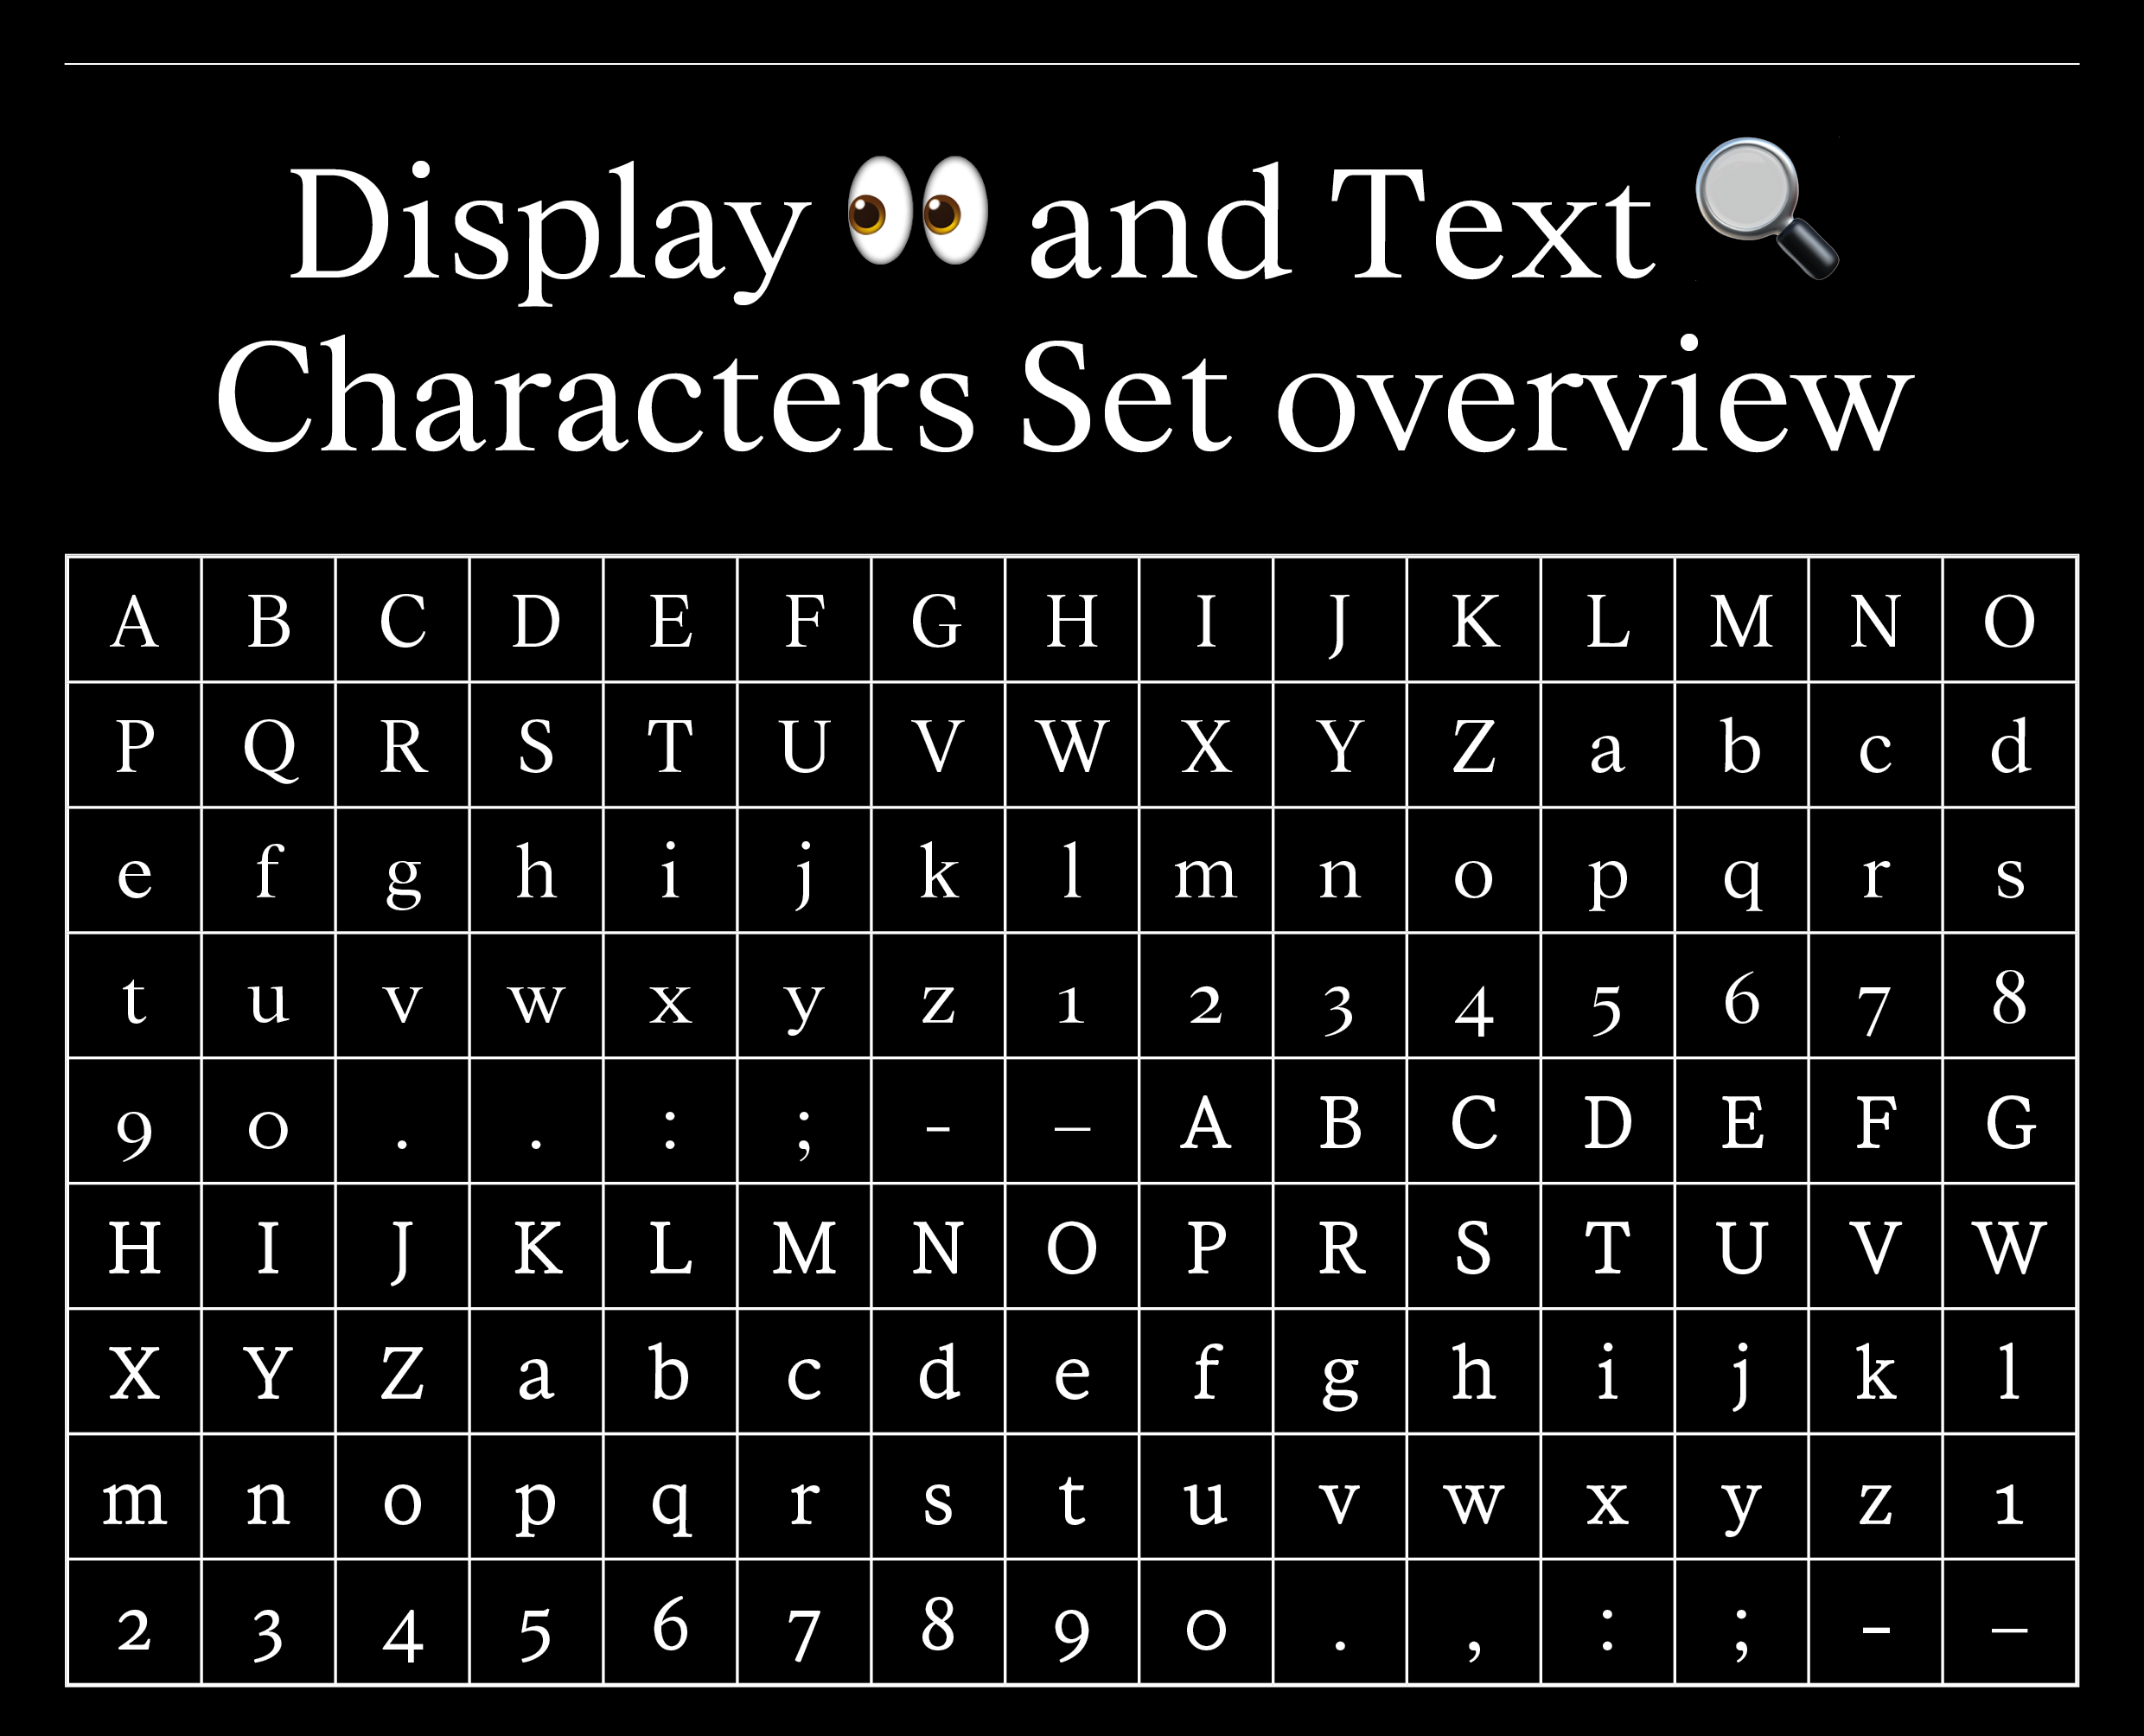 Display 👀 and Text 🔍
Characters Set overview
A B C D E F G H I J K L M N O
P Q R S T U V W X Y Z a b c d
e f g h i j k l m n o p q r s
t u v w x y z 1 2 3 4 5 6 7 8
9 0 . . : ; - – A B C D E F G
H I J K L M N O P R S T U V W
X Y Z a b c d e f g h i j k l
m n o p q r s t u v w x y z 1
2 3 4 5 6 7 8 9 0 . , : ; - –